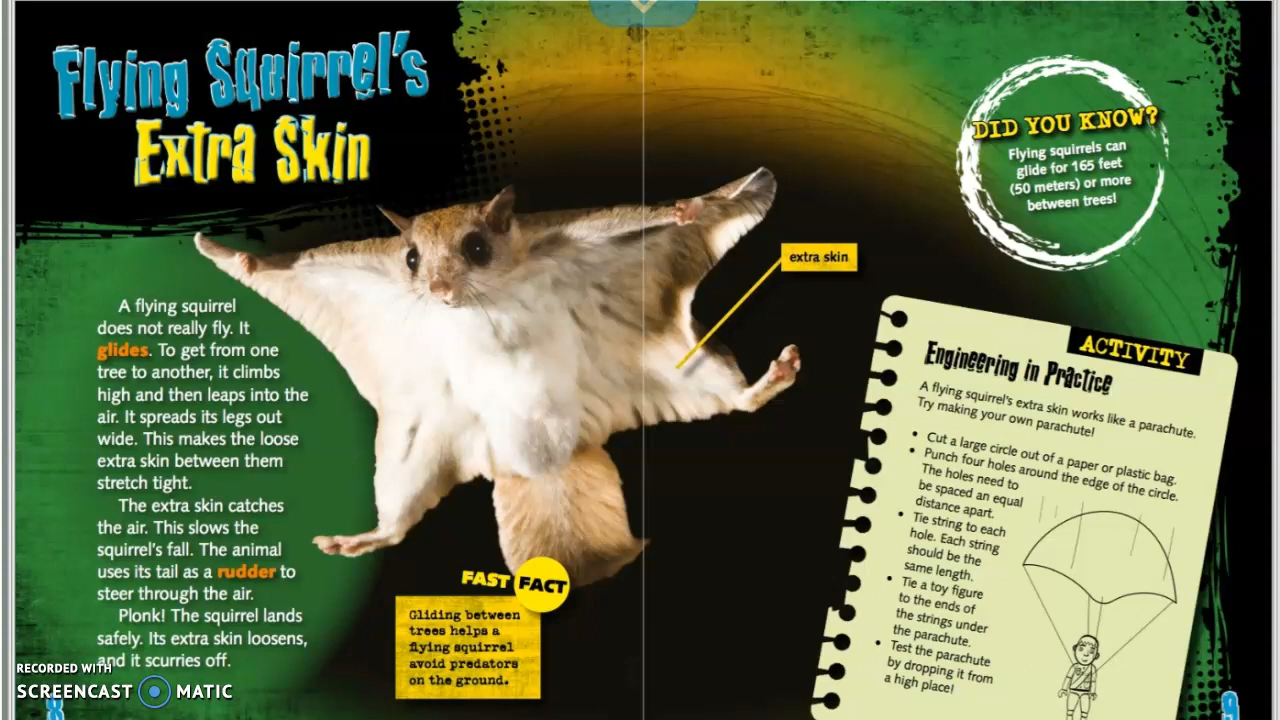 Flying Squirrel's
Extra Skin
A flying squirrel
does not really fly. It
glides. To get from one
tree to another, it climbs
high and then leaps into the
air. It spreads its legs out
wide. This makes the loose
extra skin between them
stretch tight.
The extra skin catches
the air. This slows the
squirrel's fall. The animal
uses its tail as a rudder to
steer through the air.
Plonk! The squirrel lands
safely. Its extra skin loosens,
and it scurries off.
RECORDED WITH
SCREENCAST MATIC
8
FAST FACT
Gliding between
trees helps a
flying squirrel
avoid predators
on the ground.
extra skin
DID YOU KNOW?
Flying squirrels can
glide for 165 feet
(50 meters) or more
between trees!
ACTIVITY
Engineering in Practice
A flying squirrel's extra skin works like a parachute.
Try making your own parachute!
• Cut a large circle out of a paper or plastic bag.
• Punch four holes around the edge of the circle.
The holes need to
be spaced an equal
distance apart.
• Tie string to each
hole. Each string
should be the
same length.
• Tie a toy figure
to the ends of
the strings under
the parachute.
• Test the parachute
by dropping it from
a high place!
9